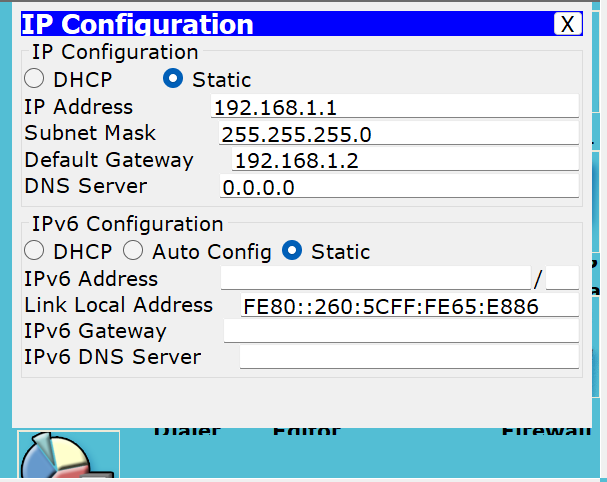 IP Configuration X
IP Configuration
DHCP Static
IP Address 192.168.1.1
Subnet Mask 255.255.255.0
Default Gateway 192.168.1.2
DNS Server 0.0.0.0
IPv6 Configuration
DHCP Auto Config Static
IPv6 Address /
Link Local Address FE80::260:5CFF:FE65:E886
IPv6 Gateway
IPv6 DNS Server
Dialer Editor Firewall